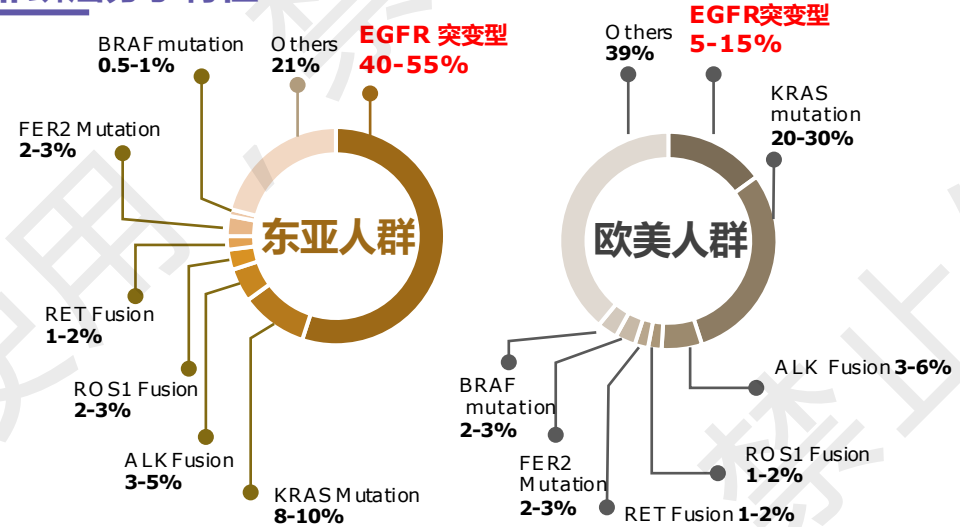 BRAF mutation
0.5-1%
Others
21%
EGFR 突变型
40-55%
FER2 Mutation
2-3%
东亚人群
RET Fusion
1-2%
ROS1 Fusion
2-3%
ALK Fusion
3-5%
KRAS Mutation
8-10%
Others
39%
EGFR突变型
5-15%
KRAS
mutation
20-30%
欧美人群
ALK Fusion 3-6%
BRAF
mutation
2-3%
FER2
Mutation
2-3%
ROS1 Fusion
1-2%
RET Fusion 1-2%
禁止
使用